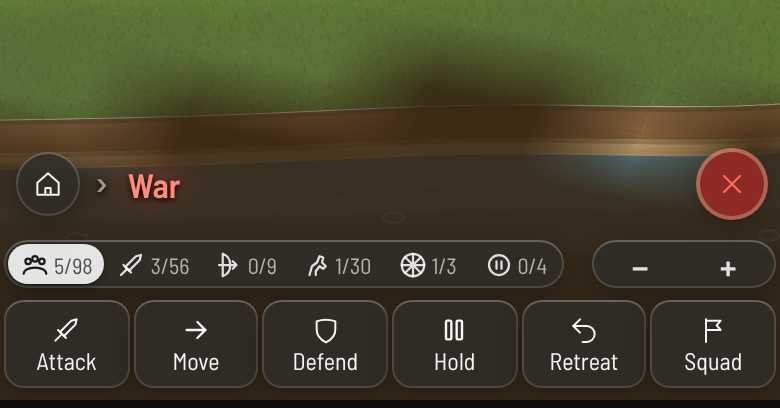 War
5/98 3/56 0/9 1/30 1/3 0/4 − +
Attack Move Defend Hold Retreat Squad